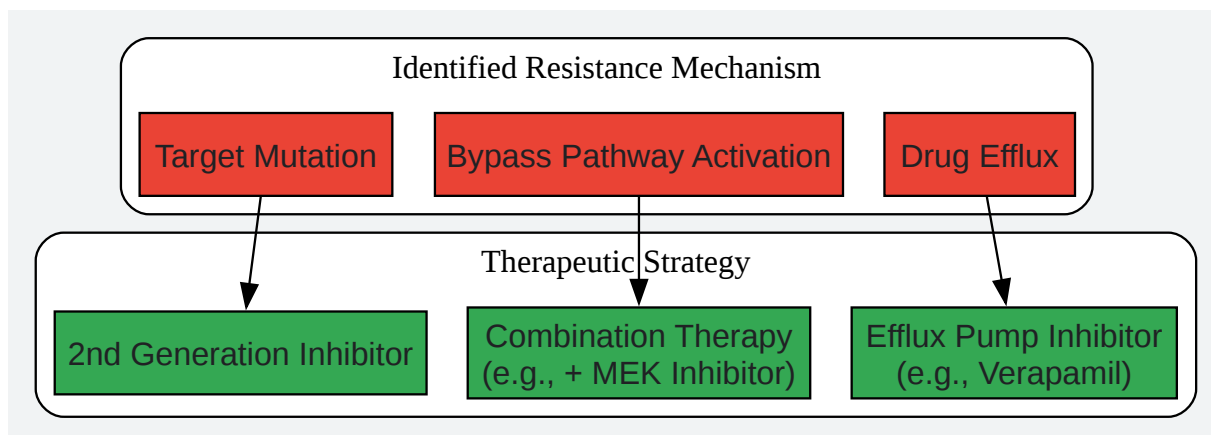 Identified Resistance Mechanism
Target Mutation
Bypass Pathway Activation
Drug Efflux
Therapeutic Strategy
2nd Generation Inhibitor
Combination Therapy
(e.g., + MEK Inhibitor)
Efflux Pump Inhibitor
(e.g., Verapamil)